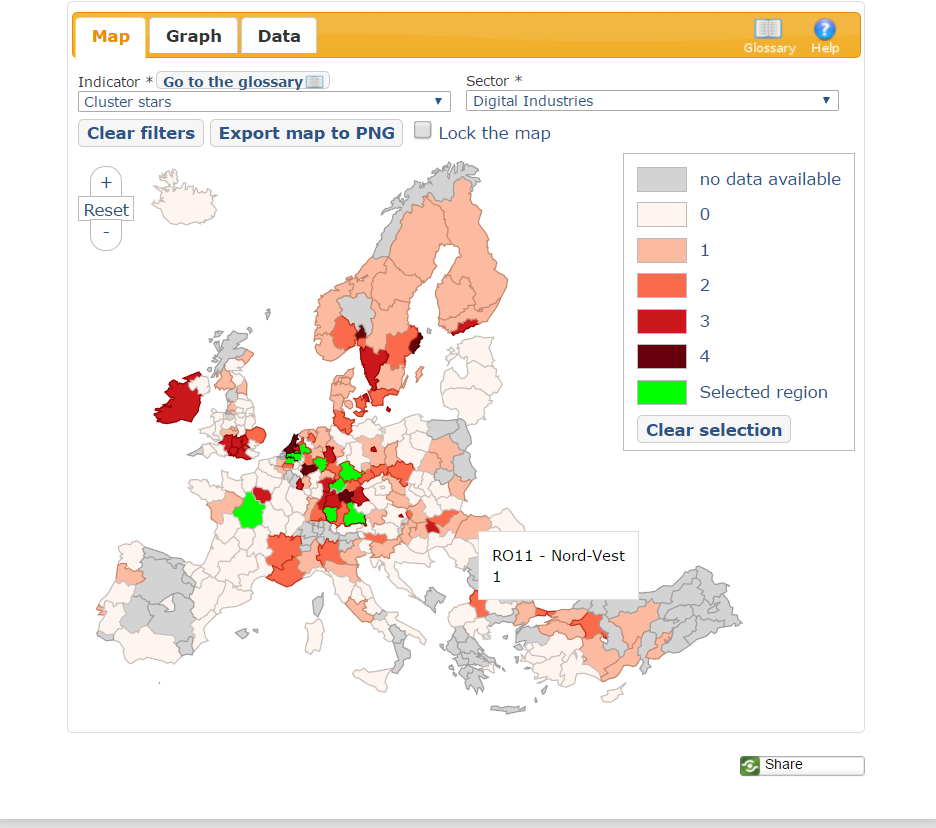 Map Graph Data
Glossary Help
Indicator * Go to the glossary
Sector *
Cluster stars
Digital Industries
Clear filters Export map to PNG Lock the map
+
Reset
-
no data available
0
1
2
3
4
Selected region
Clear selection
RO11 - Nord-Vest
1
Share